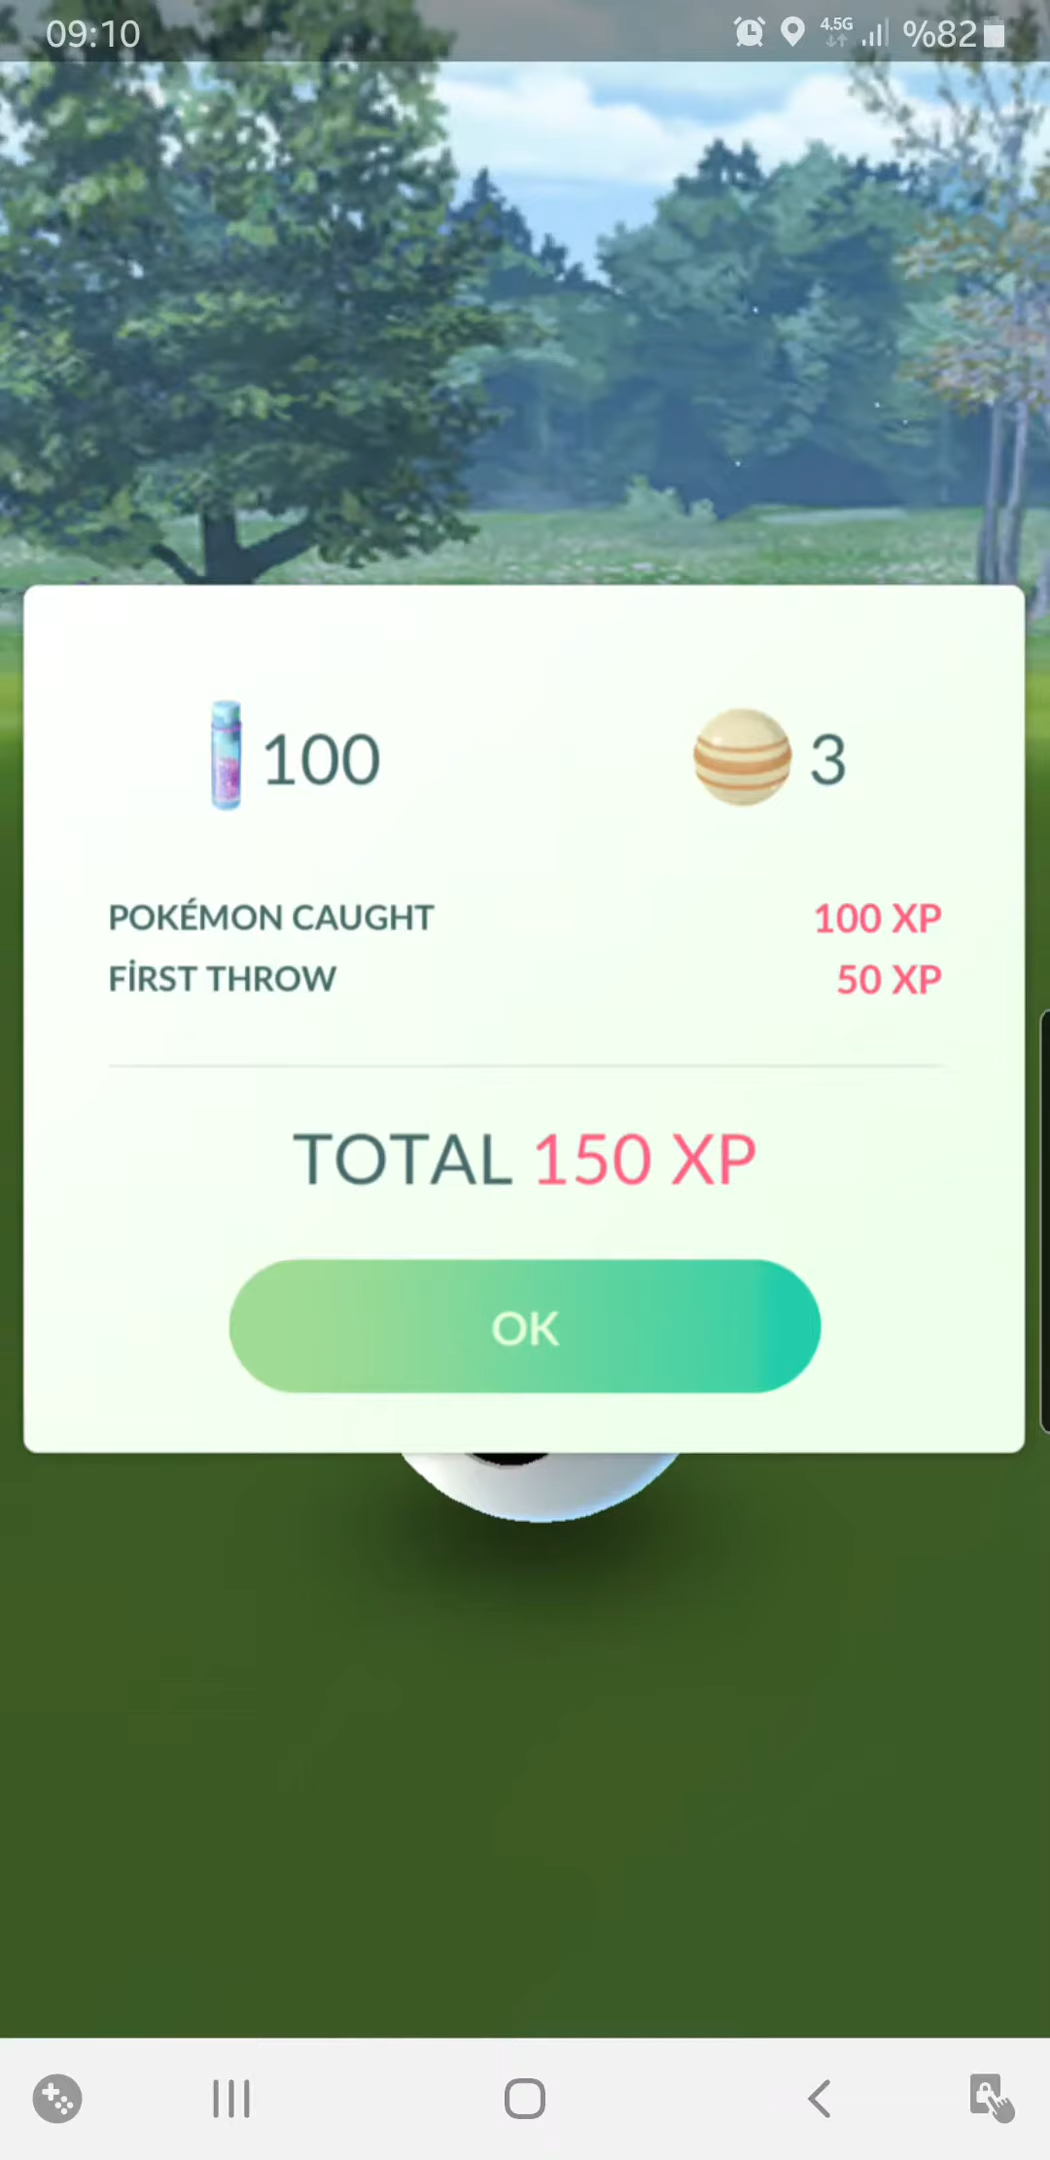 09:10 4.5G %82
100 3
POKÉMON CAUGHT 100 XP
FİRST THROW 50 XP
TOTAL 150 XP
OK